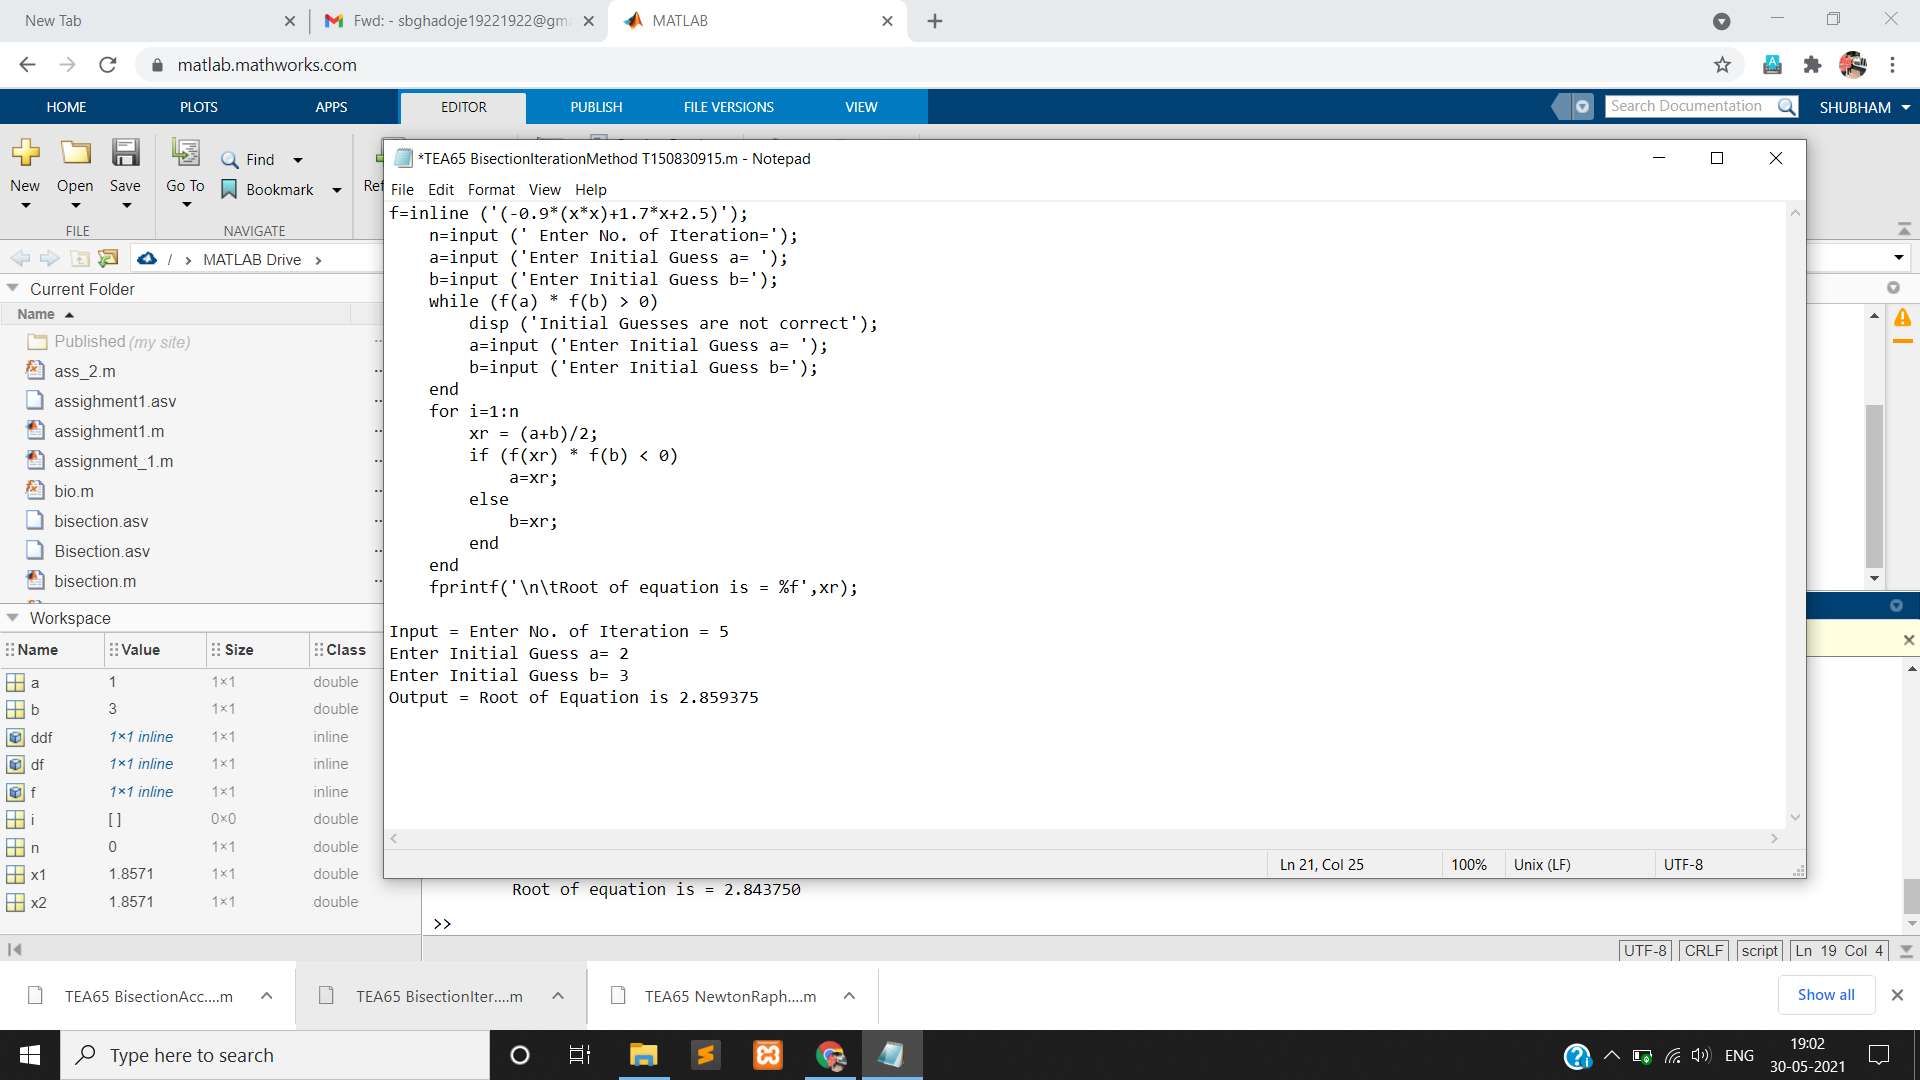 New Tab
Fwd: - sbghadoje19221922@gm
MATLAB
matlab.mathworks.com
HOME
PLOTS
APPS
EDITOR
PUBLISH
FILE VERSIONS
VIEW
Search Documentation
SHUBHAM
New
Open
Save
Go To
Find
Bookmark
FILE
NAVIGATE
/ > MATLAB Drive >
Current Folder
Name
Published (my site)
ass_2.m
assighment1.asv
assighment1.m
assignment_1.m
bio.m
bisection.asv
Bisection.asv
bisection.m
Workspace
Name Value Size Class
a 1 1×1 double
b 3 1×1 double
ddf 1×1 inline 1×1 inline
df 1×1 inline 1×1 inline
f 1×1 inline 1×1 inline
i [ ] 0×0 double
n 0 1×1 double
x1 1.8571 1×1 double
x2 1.8571 1×1 double
*TEA65 BisectionIterationMethod T150830915.m - Notepad
File Edit Format View Help
f=inline ('(-0.9*(x*x)+1.7*x+2.5)');
n=input (' Enter No. of Iteration=');
a=input ('Enter Initial Guess a= ');
b=input ('Enter Initial Guess b=');
while (f(a) * f(b) > 0)
disp ('Initial Guesses are not correct');
a=input ('Enter Initial Guess a= ');
b=input ('Enter Initial Guess b=');
end
for i=1:n
xr = (a+b)/2;
if (f(xr) * f(b) < 0)
a=xr;
else
b=xr;
end
end
fprintf('\n\tRoot of equation is = %f',xr);
Input = Enter No. of Iteration = 5
Enter Initial Guess a= 2
Enter Initial Guess b= 3
Output = Root of Equation is 2.859375
Ln 21, Col 25
100%
Unix (LF)
UTF-8
Root of equation is = 2.843750
>>
UTF-8 CRLF script Ln 19 Col 4
TEA65 BisectionAcc....m
TEA65 BisectionIter....m
TEA65 NewtonRaph....m
Show all
Type here to search
ENG
19:02
30-05-2021